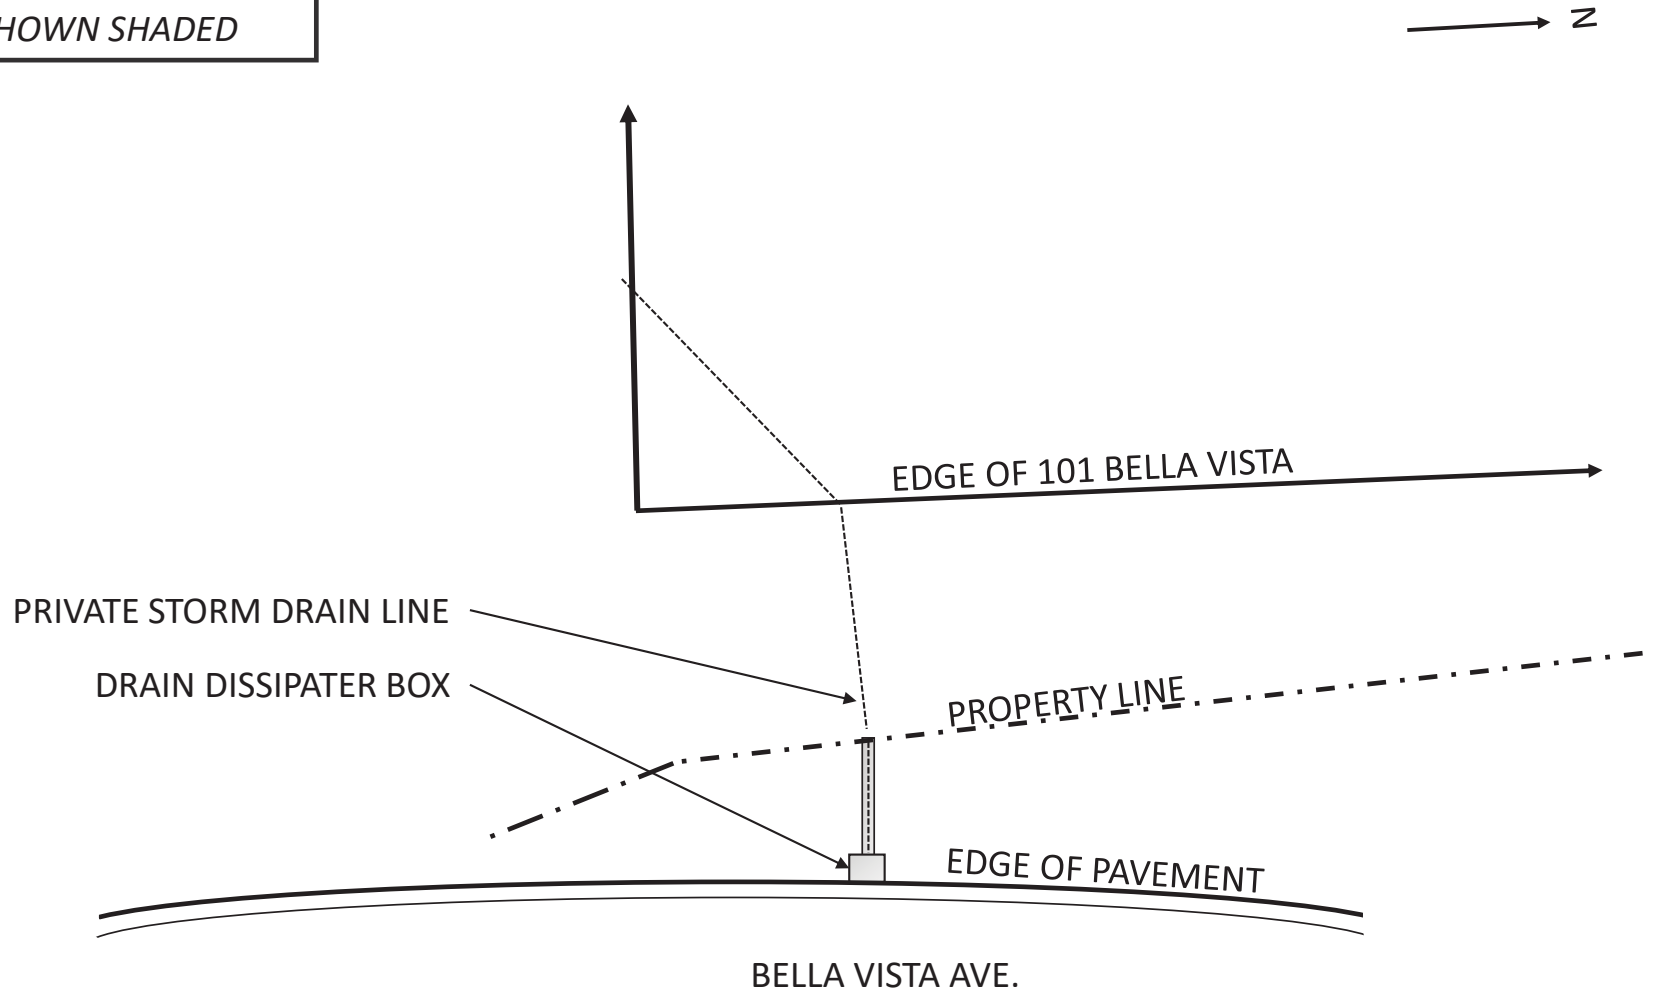 HOWN SHADED
N
EDGE OF 101 BELLA VISTA
PRIVATE STORM DRAIN LINE
DRAIN DISSIPATER BOX
PROPERTY LINE
EDGE OF PAVEMENT
BELLA VISTA AVE.